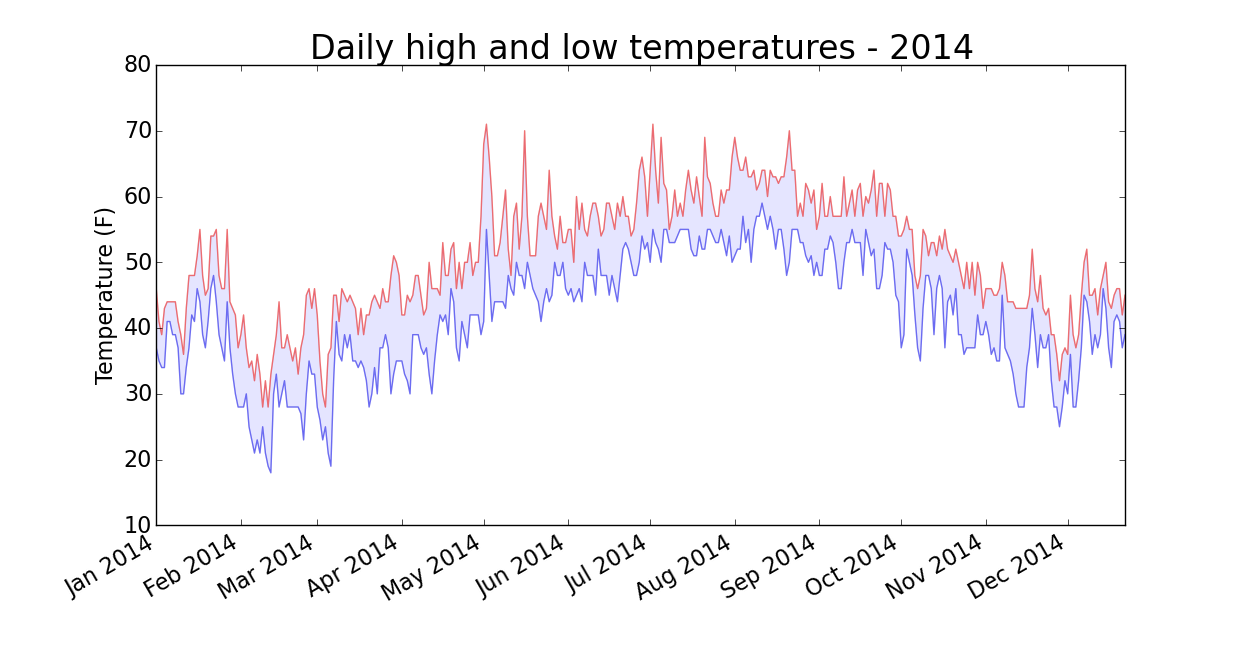 Daily high and low temperatures - 2014
80
70
60
50
40
30
20
10
Temperature (F)
Jan 2014
Feb 2014
Mar 2014
Apr 2014
May 2014
Jun 2014
Jul 2014
Aug 2014
Sep 2014
Oct 2014
Nov 2014
Dec 2014